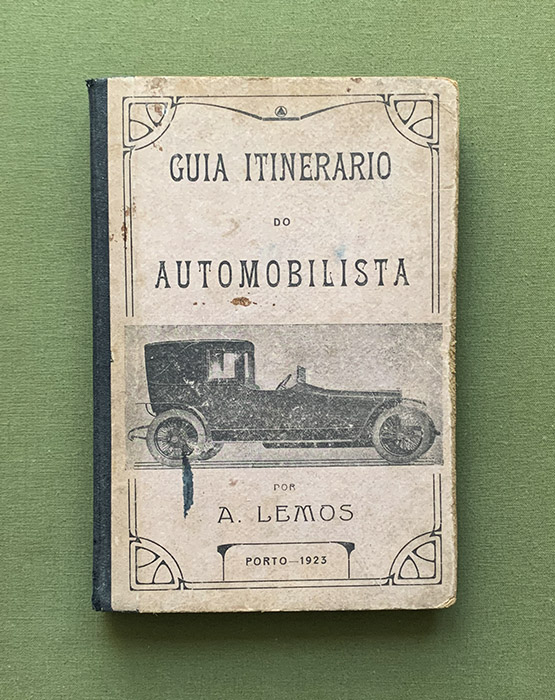 GUIA ITINERARIO
DO
AUTOMOBILISTA
POR
A. LEMOS
PORTO—1923